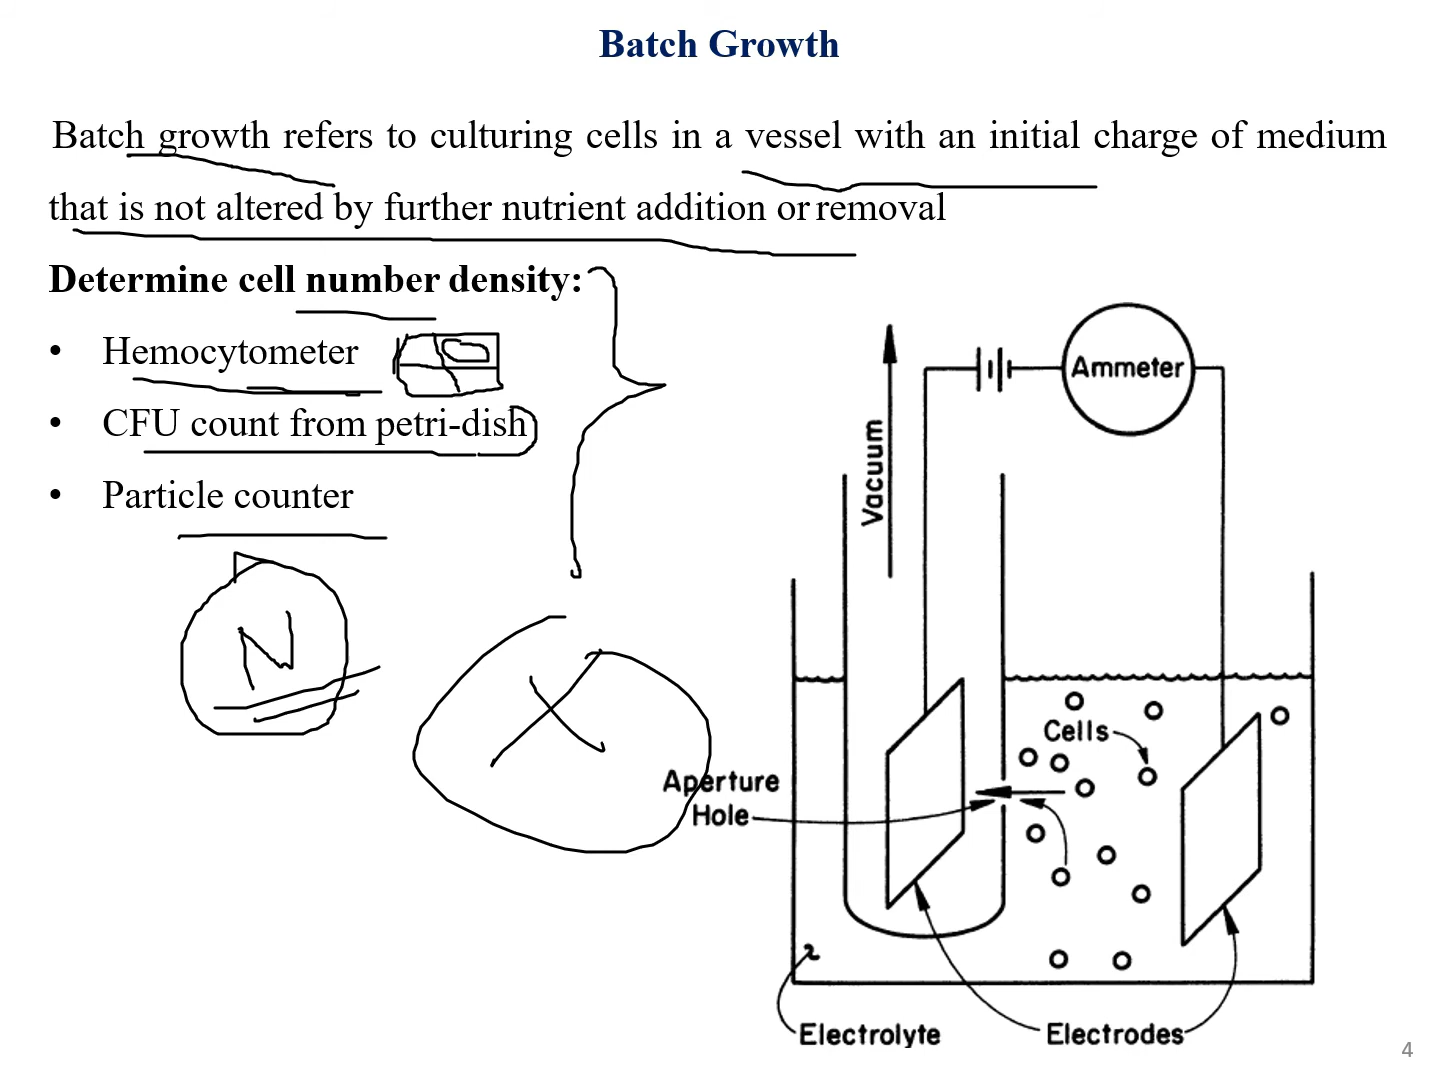 Batch Growth
Batch growth refers to culturing cells in a vessel with an initial charge of medium
that is not altered by further nutrient addition or removal
Determine cell number density:
• Hemocytometer
• CFU count from petri-dish
• Particle counter
N
X
Ammeter
Vacuum
Cells
Aperture
Hole
Electrolyte
Electrodes
4